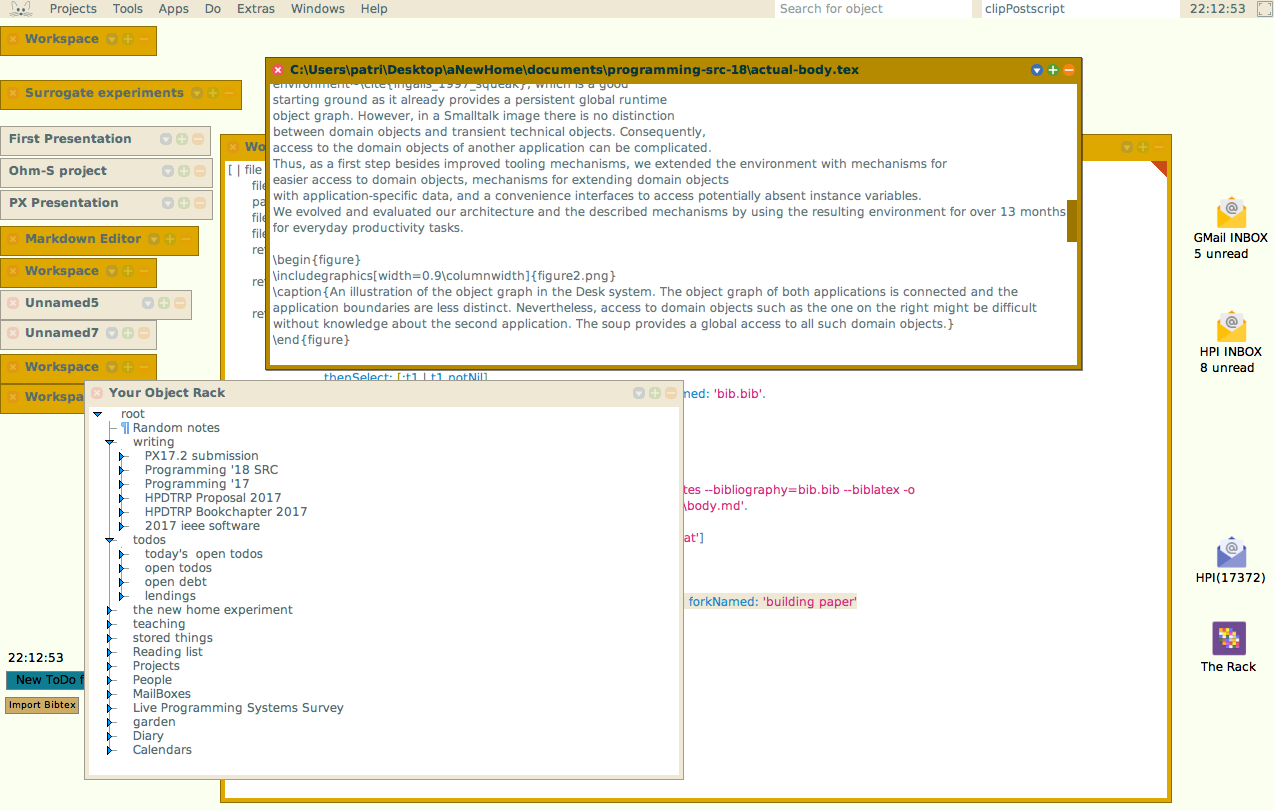 Projects Tools Apps Do Extras Windows Help Search for object clipPostscript 22:12:53
Workspace
Surrogate experiments
First Presentation
Ohm-S project
PX Presentation
Markdown Editor
Workspace
Unnamed5
Unnamed7
Workspace
Workspa
22:12:53
New ToDo f
Import Bibtex
C:\Users\patri\Desktop\aNewHome\documents\programming-src-18\actual-body.tex
environment~\cite{ingalls_1997_squeak}, which is a good
starting ground as it already provides a persistent global runtime
object graph. However, in a Smalltalk image there is no distinction
between domain objects and transient technical objects. Consequently,
access to the domain objects of another application can be complicated.
Thus, as a first step besides improved tooling mechanisms, we extended the environment with mechanisms for
easier access to domain objects, mechanisms for extending domain objects
with application-specific data, and a convenience interfaces to access potentially absent instance variables.
We evolved and evaluated our architecture and the described mechanisms by using the resulting environment for over 13 months
for everyday productivity tasks.
\begin{figure}
\includegraphics[width=0.9\columnwidth]{figure2.png}
\caption{An illustration of the object graph in the Desk system. The object graph of both applications is connected and the
application boundaries are less distinct. Nevertheless, access to domain objects such as the one on the right might be difficult
without knowledge about the second application. The soup provides a global access to all such domain objects.}
\end{figure}
Wo
[ | file
file
pa
file
file
re
re
re
thenSelect: [:t1 | t1 notNil]
med: 'bib.bib'.
tes --bibliography=bib.bib --biblatex -o
\body.md'.
at']
forkNamed: 'building paper'
Your Object Rack
root
Random notes
writing
PX17.2 submission
Programming '18 SRC
Programming '17
HPDTRP Proposal 2017
HPDTRP Bookchapter 2017
2017 ieee software
todos
today's open todos
open todos
open debt
lendings
the new home experiment
teaching
stored things
Reading list
Projects
People
MailBoxes
Live Programming Systems Survey
garden
Diary
Calendars
GMail INBOX
5 unread
HPI INBOX
8 unread
HPI(17372)
The Rack